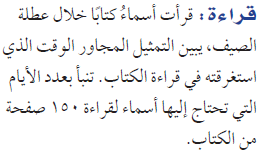 قراءة: قرأت أسماءُ كتابًا خلال عطلة
الصيف، يبين التمثيل المجاور الوقت الذي
استغرقته في قراءة الكتاب. تنبأ بعدد الأيام
التي تحتاج إليها أسماء لقراءة ١٥٠ صفحة
من الكتاب.